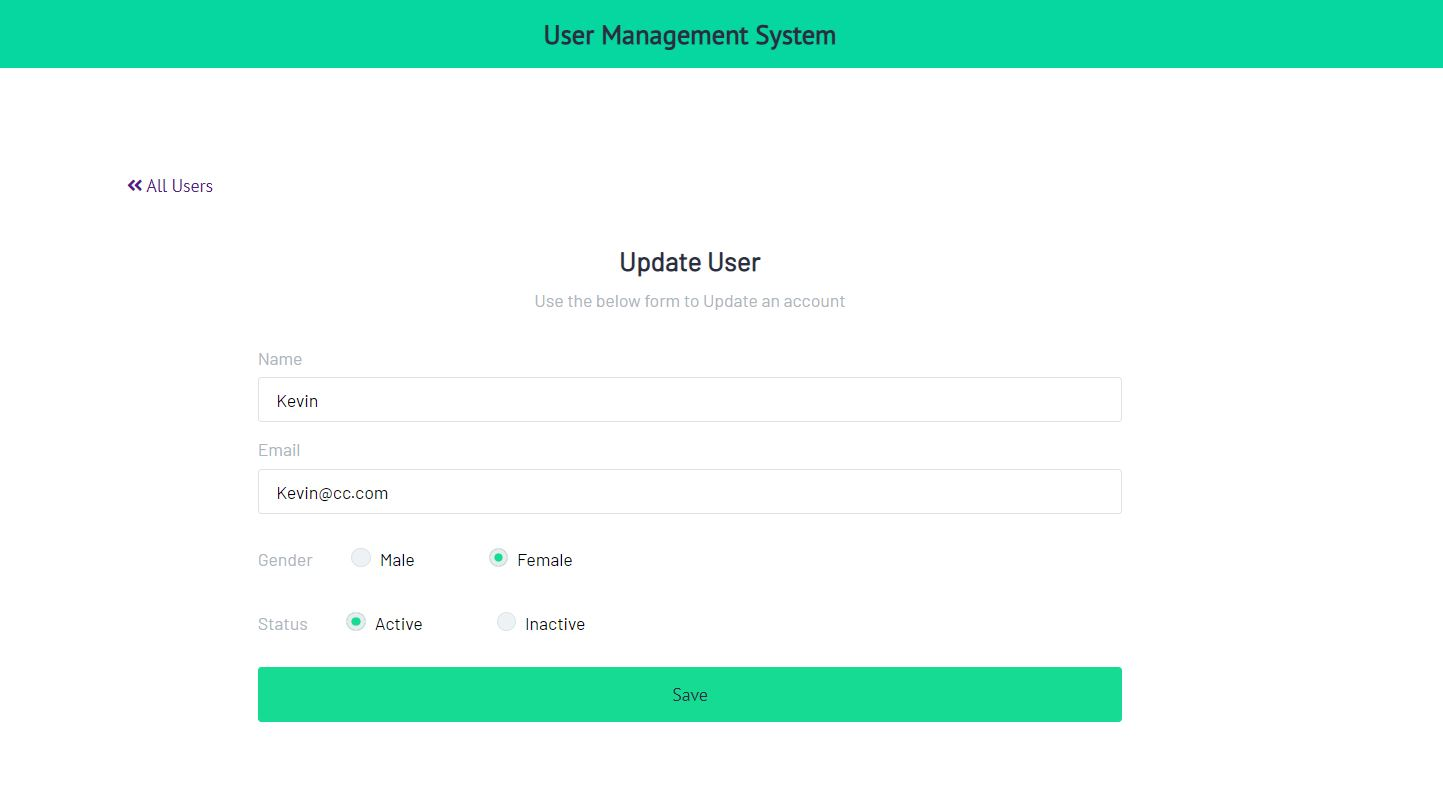 User Management System
All Users
Update User
Use the below form to Update an account
Name
Kevin
Email
Kevin@cc.com
Gender Male Female
Status Active Inactive
Save